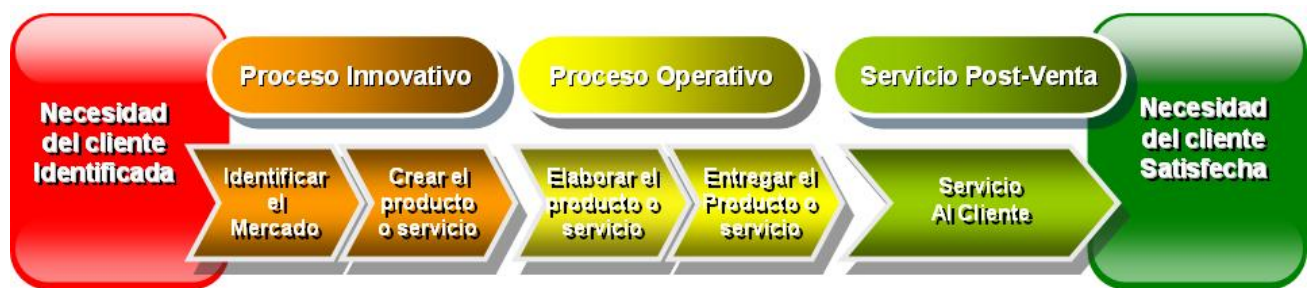 Necesidad
del cliente
Identificada
Proceso Innovativo
Identificar
el
Mercado
Crear el
producto
o servicio
Proceso Operativo
Elaborar el
producto o
servicio
Entregar el
Producto o
servicio
Servicio Post-Venta
Servicio
Al Cliente
Necesidad
del cliente
Satisfecha